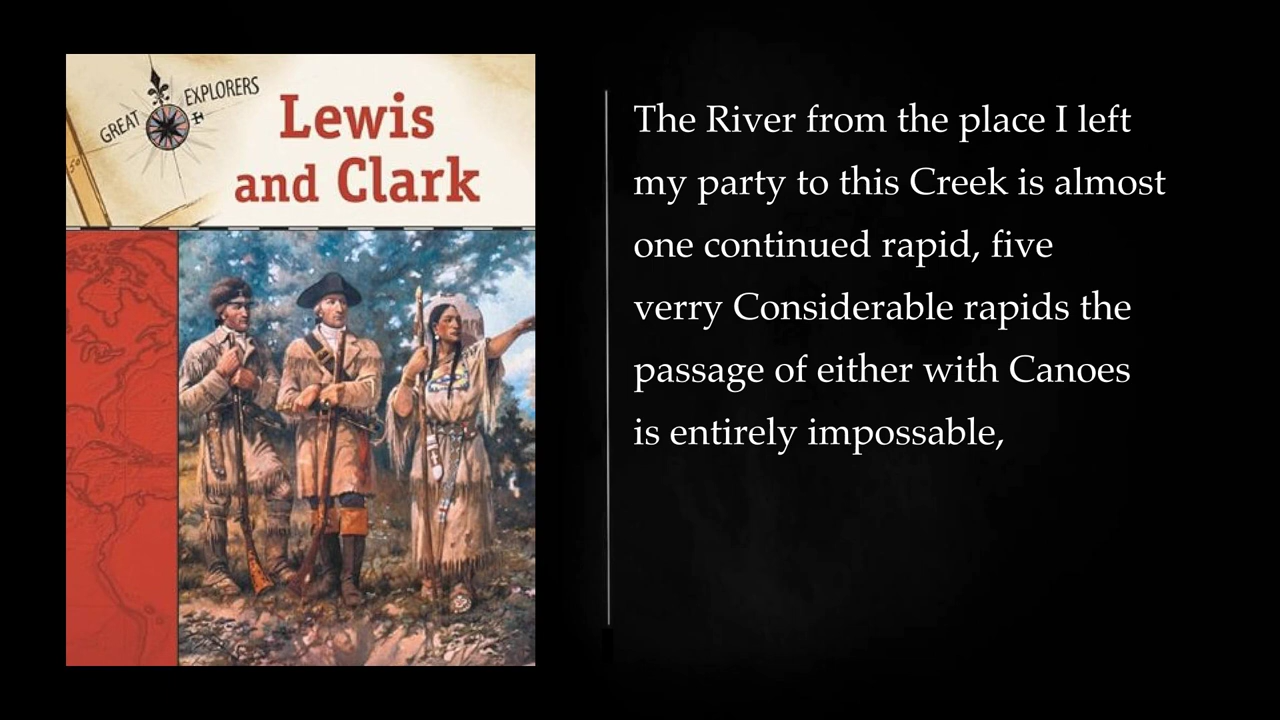 GREAT EXPLORERS
Lewis
and Clark
50
The River from the place I left
my party to this Creek is almost
one continued rapid, five
verry Considerable rapids the
passage of either with Canoes
is entirely impossable,